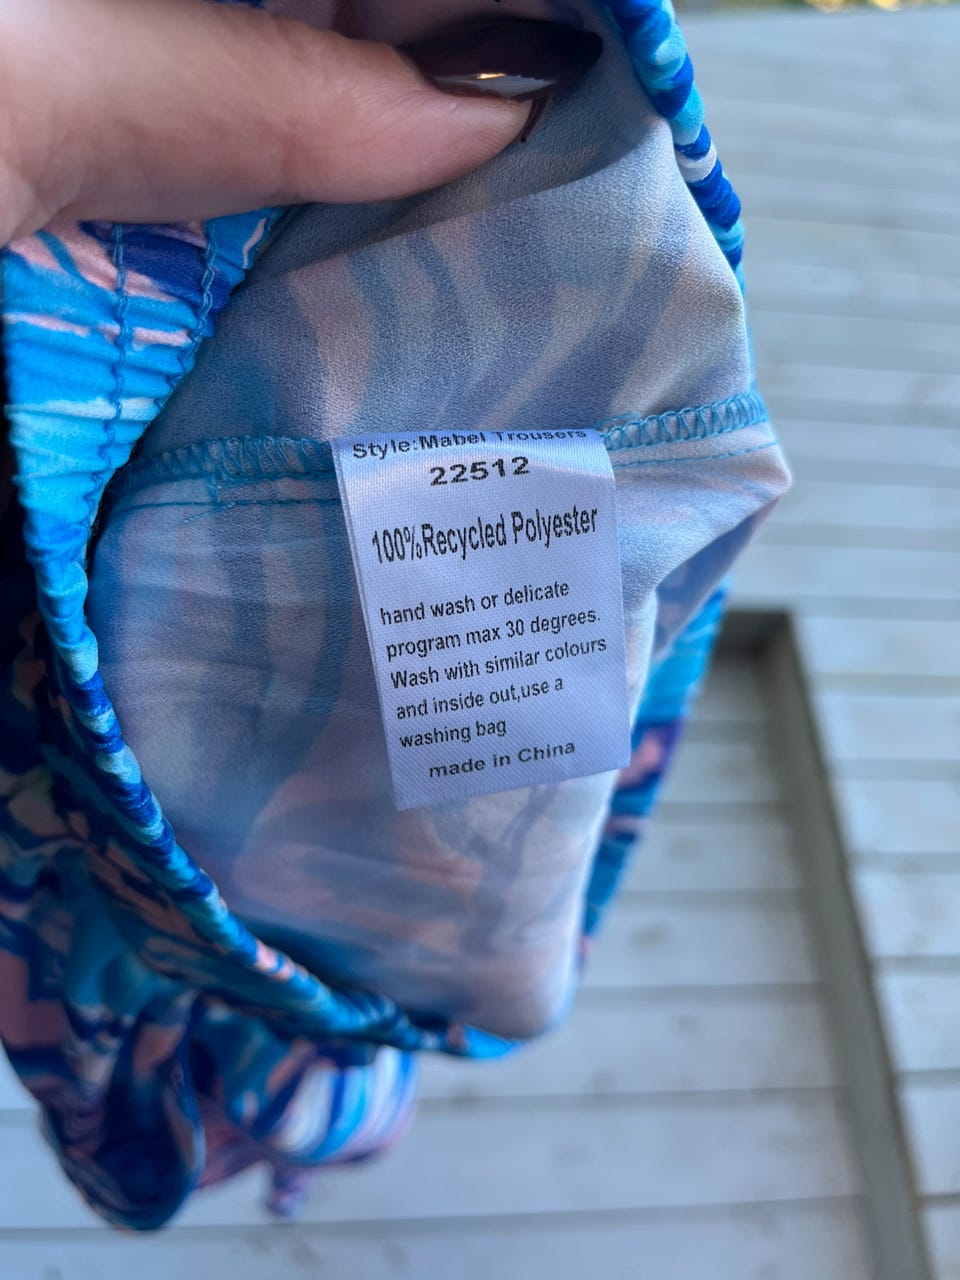 Style:Mabel Trousers
22512
100%Recycled Polyester
hand wash or delicate
program max 30 degrees.
Wash with similar colours
and inside out,use a
washing bag
made in China